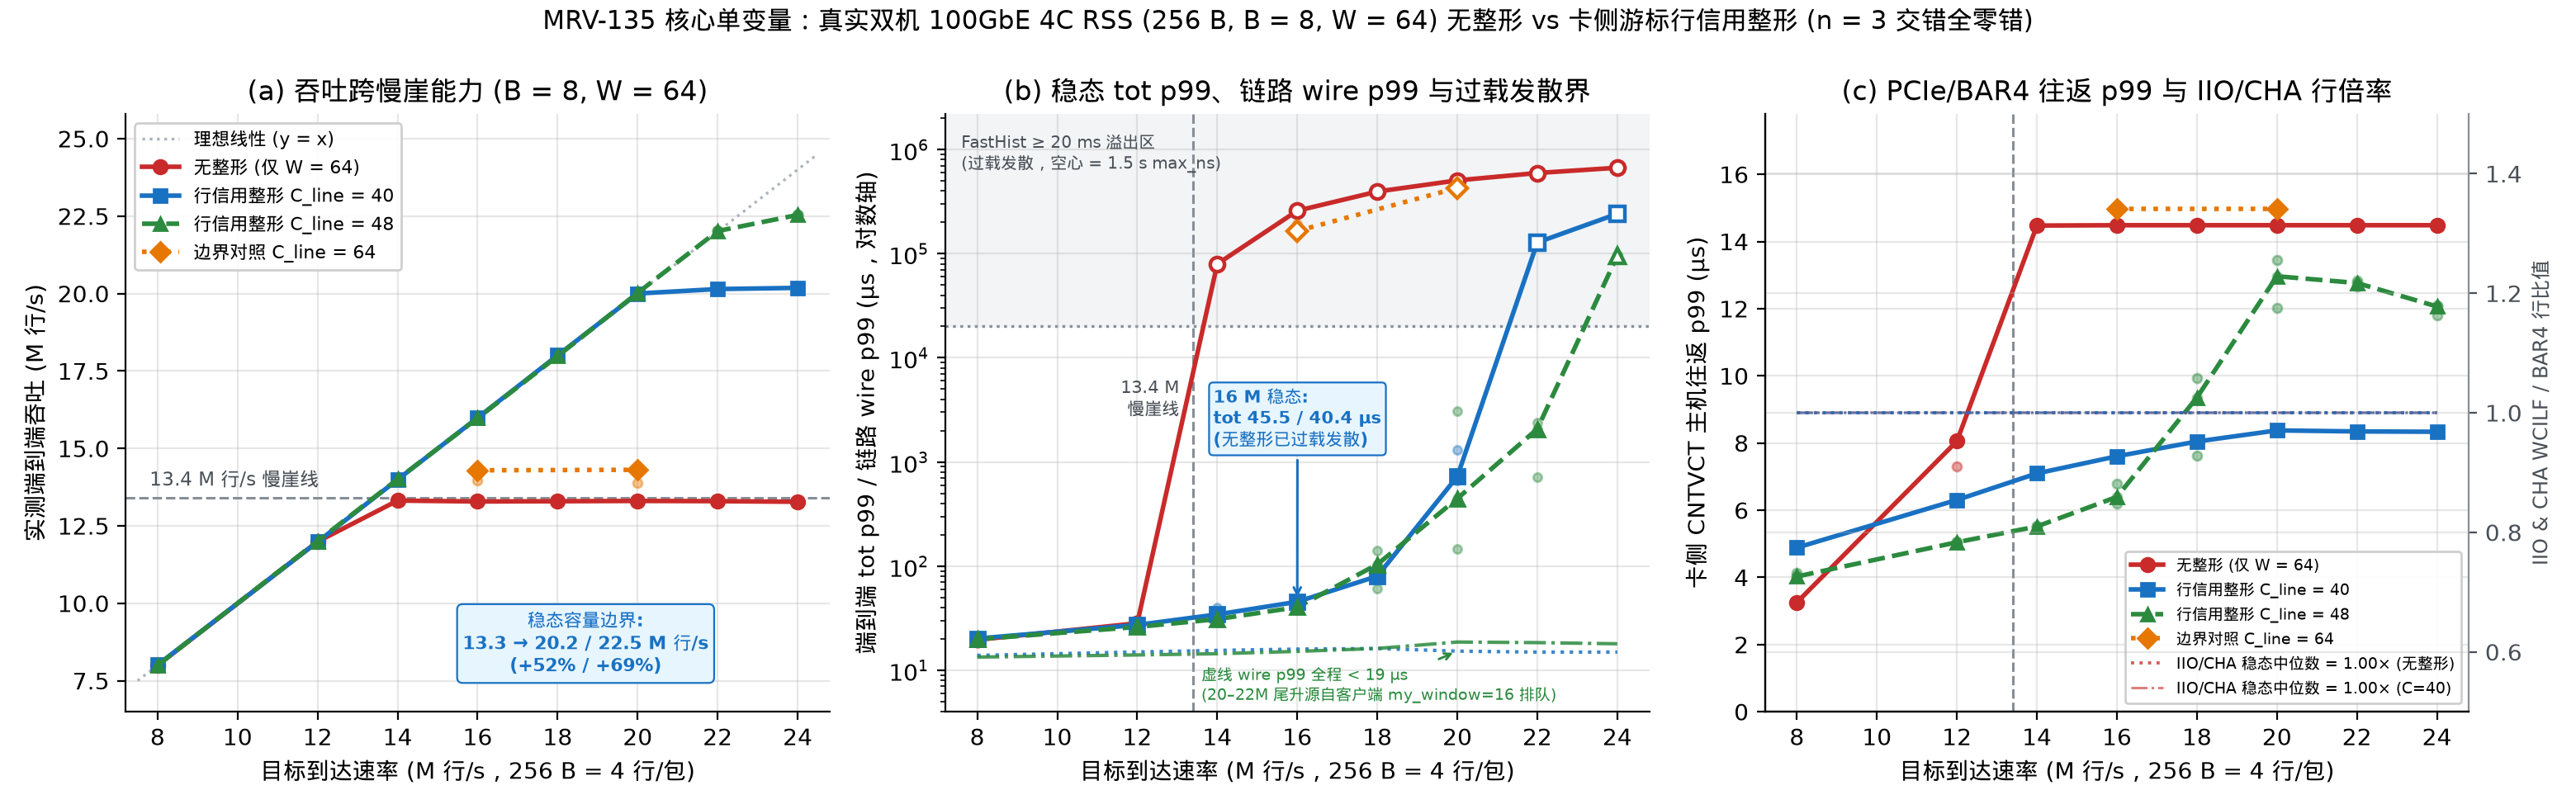 MRV-135 核心单变量：真实双机 100GbE 4C RSS (256 B, B = 8, W = 64) 无整形 vs 卡侧游标行信用整形 (n = 3 交错全零错)
(a) 吞吐跨慢崖能力 (B = 8, W = 64)
实测端到端吞吐 (M 行/s)
25.0
22.5
20.0
17.5
15.0
12.5
10.0
7.5
理想线性 (y = x)
无整形 (仅 W = 64)
行信用整形 C_line = 40
行信用整形 C_line = 48
边界对照 C_line = 64
13.4 M 行/s 慢崖线
稳态容量边界:
13.3 → 20.2 / 22.5 M 行/s
(+52% / +69%)
8 10 12 14 16 18 20 22 24
目标到达速率 (M 行/s , 256 B = 4 行/包)
(b) 稳态 tot p99、链路 wire p99 与过载发散界
端到端 tot p99 / 链路 wire p99 (µs , 对数轴)
10⁶
10⁵
10⁴
10³
10²
10¹
FastHist ≥ 20 ms 溢出区
(过载发散 , 空心 = 1.5 s max_ns)
13.4 M
慢崖线
16 M 稳态:
tot 45.5 / 40.4 µs
(无整形已过载发散)
虚线 wire p99 全程 < 19 µs
(20–22M 尾升源自客户端 my_window=16 排队)
8 10 12 14 16 18 20 22 24
目标到达速率 (M 行/s , 256 B = 4 行/包)
(c) PCIe/BAR4 往返 p99 与 IIO/CHA 行倍率
卡侧 CNTVCT 主机往返 p99 (µs)
16
14
12
10
8
6
4
2
0
无整形 (仅 W = 64)
行信用整形 C_line = 40
行信用整形 C_line = 48
边界对照 C_line = 64
IIO/CHA 稳态中位数 = 1.00× (无整形)
IIO/CHA 稳态中位数 = 1.00× (C=40)
8 10 12 14 16 18 20 22 24
目标到达速率 (M 行/s , 256 B = 4 行/包)
1.4
1.2
1.0
0.8
0.6
IIO & CHA WCILF / BAR4 行比值